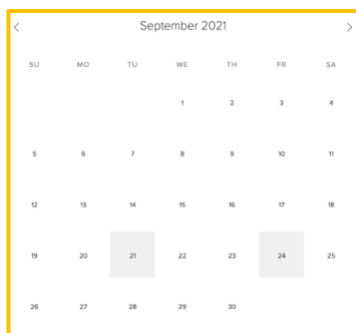 < September 2021 >
SU MO TU WE TH FR SA
1 2 3 4
5 6 7 8 9 10 11
12 13 14 15 16 17 18
19 20 21 22 23 24 25
26 27 28 29 30